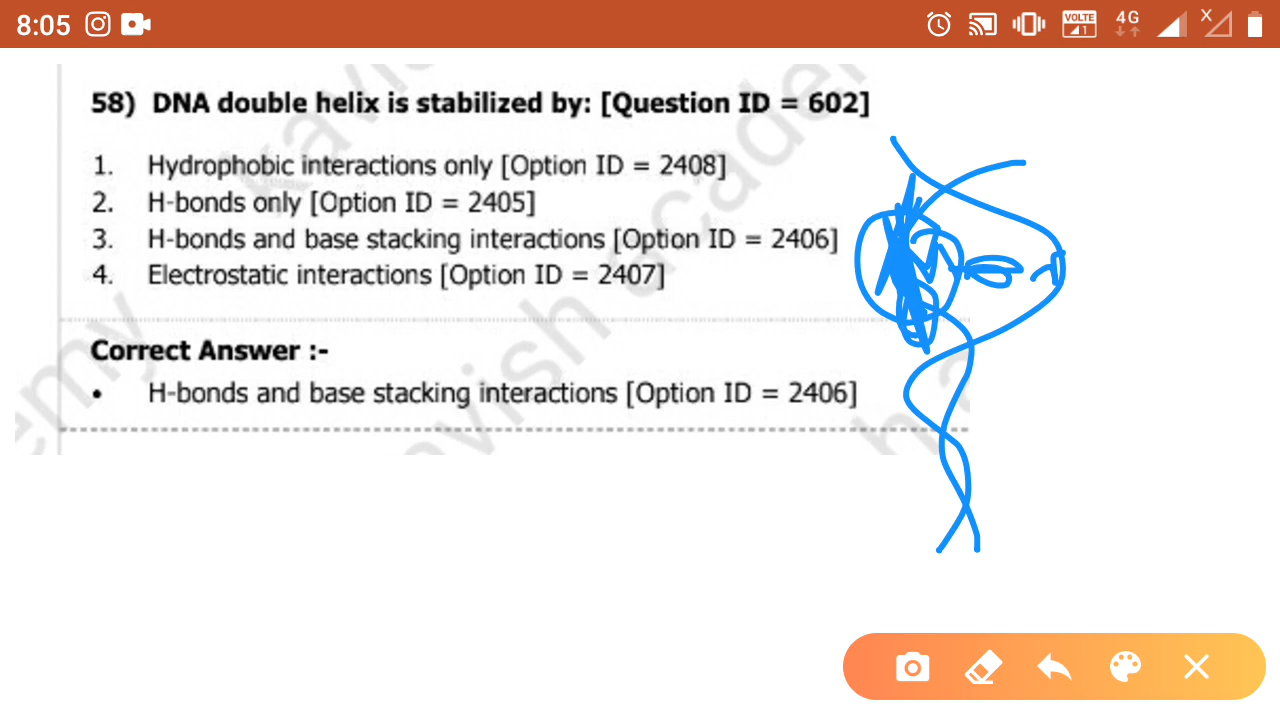 8:05
VOLTE 1 4G X
58) DNA double helix is stabilized by: [Question ID = 602]
1. Hydrophobic interactions only [Option ID = 2408]
2. H-bonds only [Option ID = 2405]
3. H-bonds and base stacking interactions [Option ID = 2406]
4. Electrostatic interactions [Option ID = 2407]
Correct Answer :-
• H-bonds and base stacking interactions [Option ID = 2406]